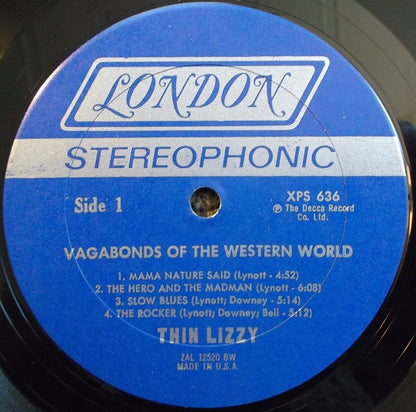 LONDON
STEREOPHONIC
Side 1
XPS 636
℗ The Decca Record
Co. Ltd.
VAGABONDS OF THE WESTERN WORLD
1. MAMA NATURE SAID (Lynott - 4:52)
2. THE HERO AND THE MADMAN (Lynott - 6:08)
3. SLOW BLUES (Lynott; Downey - 5:14)
4. THE ROCKER (Lynott; Downey; Bell - 5:12)
THIN LIZZY
ZAL 12520 BW
MADE IN U.S.A.